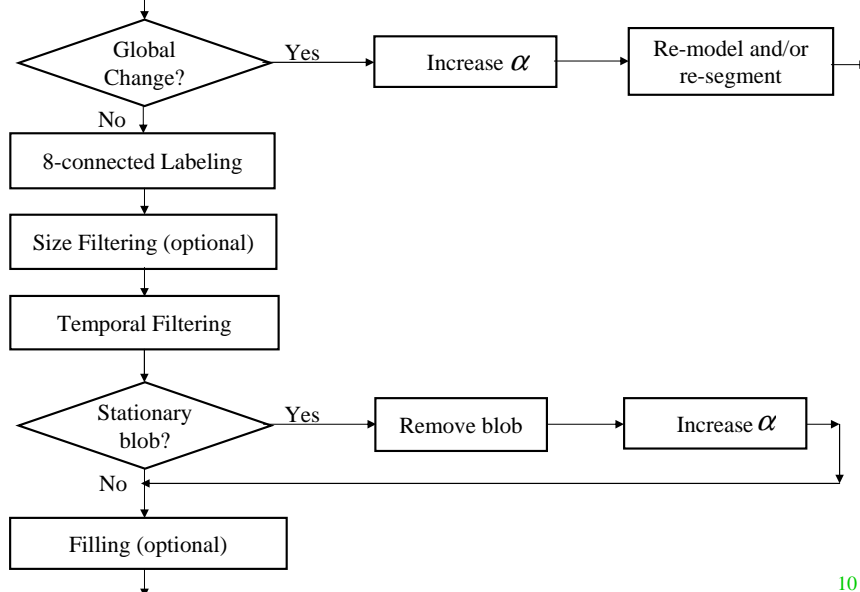 Global
Change?
Yes
Increase α
Re-model and/or
re-segment
No
8-connected Labeling
Size Filtering (optional)
Temporal Filtering
Stationary
blob?
Yes
Remove blob
Increase α
No
Filling (optional)
10